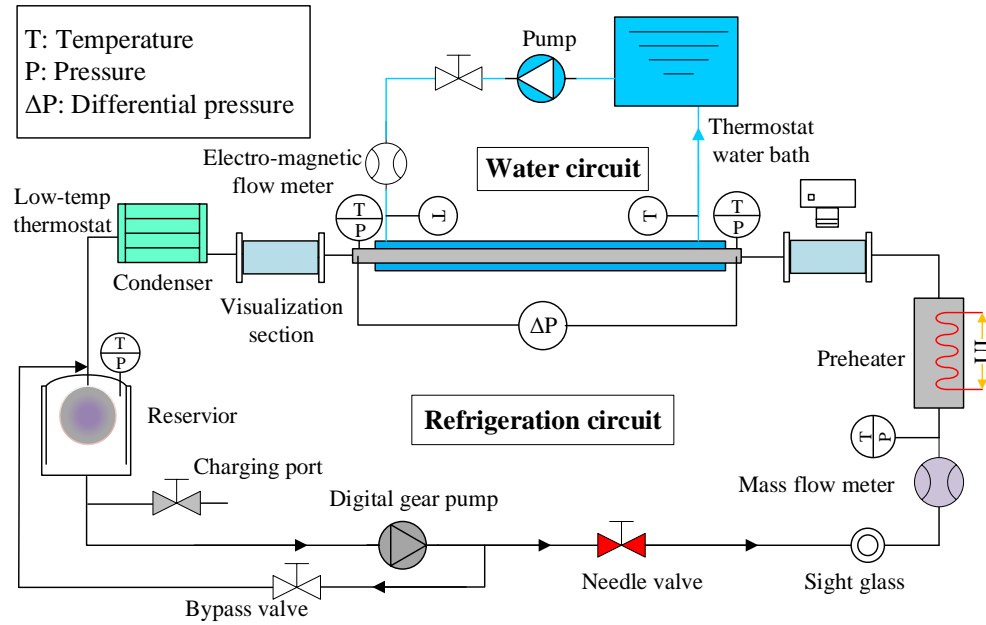 T: Temperature
P: Pressure
ΔP: Differential pressure
Pump
Thermostat
water bath
Electro-magnetic
flow meter
Water circuit
Low-temp
thermostat
T
P
T
T
T
P
Condenser
Visualization
section
ΔP
T
P
Preheater
UI
Reservior
Refrigeration circuit
T
P
Charging port
Mass flow meter
Digital gear pump
Needle valve
Sight glass
Bypass valve